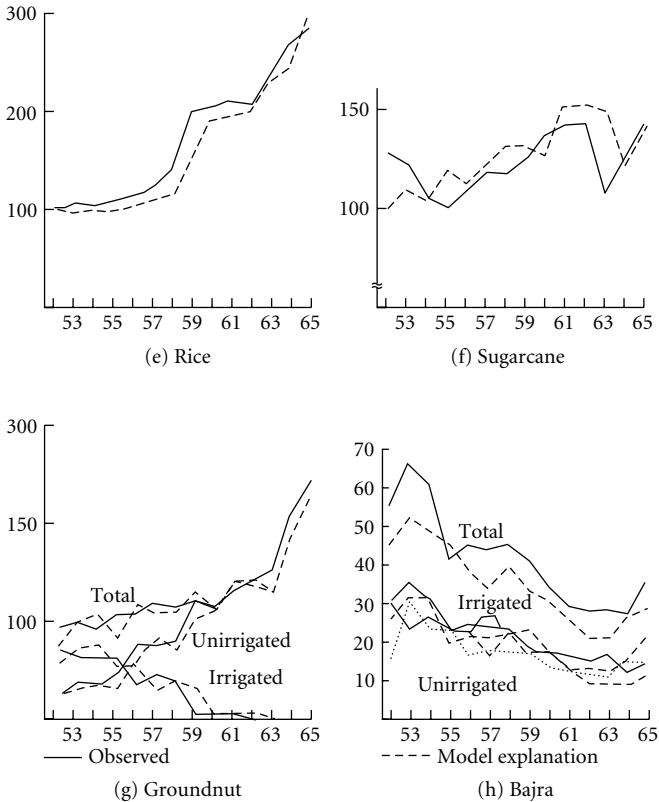 300
200
100
53 55 57 59 61 63 65
(e) Rice
150
100
53 55 57 59 61 63 65
(f) Sugarcane
300
150
100
Total
Unirrigated
Irrigated
53 55 57 59 61 63 65
Observed
(g) Groundnut
70
60
50
40
30
20
10
Total
Irrigated
Unirrigated
53 55 57 59 61 63 65
Model explanation
(h) Bajra